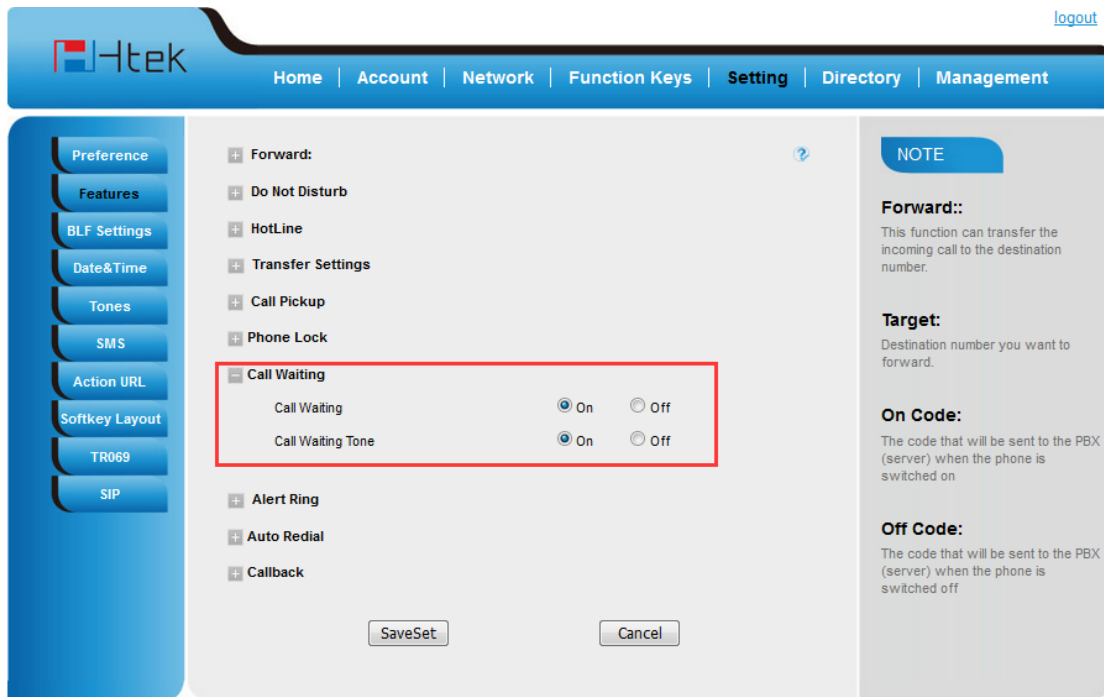 logout
Htek
Home | Account | Network | Function Keys | Setting | Directory | Management
Preference
Features
BLF Settings
Date&Time
Tones
SMS
Action URL
Softkey Layout
TR069
SIP
Forward:
Do Not Disturb
HotLine
Transfer Settings
Call Pickup
Phone Lock
Call Waiting
Call Waiting On Off
Call Waiting Tone On Off
Alert Ring
Auto Redial
Callback
SaveSet Cancel
NOTE
Forward::
This function can transfer the
incoming call to the destination
number.
Target:
Destination number you want to
forward.
On Code:
The code that will be sent to the PBX
(server) when the phone is
switched on
Off Code:
The code that will be sent to the PBX
(server) when the phone is
switched off